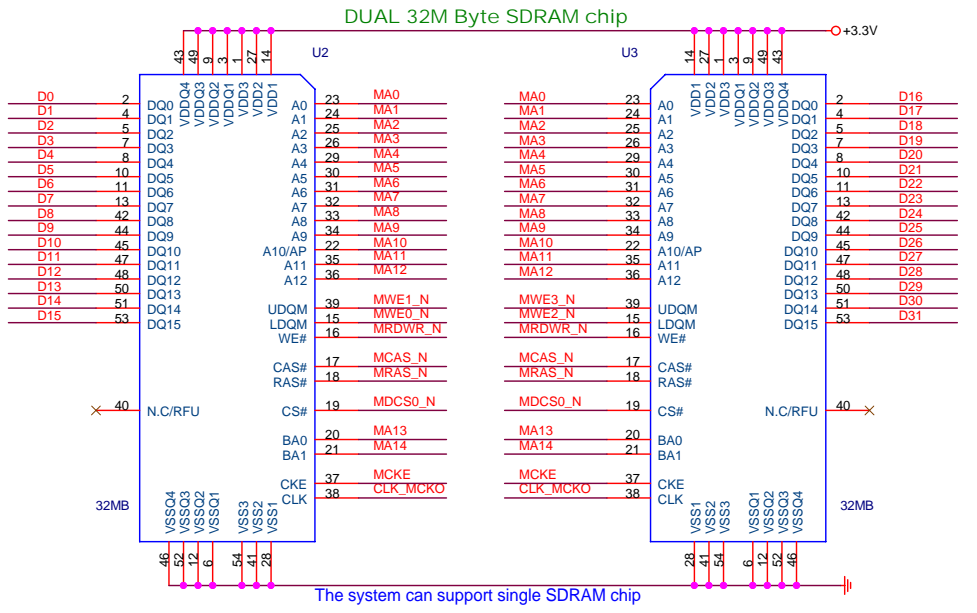 DUAL 32M Byte SDRAM chip
+3.3V
43 49 9 3 1 27 14
U2
U3
14 27 1 3 9 49 43
VDDQ4 VDDQ3 VDDQ2 VDDQ1 VDD3 VDD2 VDD1
VDD1 VDD2 VDD3 VDDQ1 VDDQ2 VDDQ3 VDDQ4
D0 2 DQ0 A0 23 MA0
D1 4 DQ1 A1 24 MA1
D2 5 DQ2 A2 25 MA2
D3 7 DQ3 A3 26 MA3
D4 8 DQ4 A4 29 MA4
D5 10 DQ5 A5 30 MA5
D6 11 DQ6 A6 31 MA6
D7 13 DQ7 A7 32 MA7
D8 42 DQ8 A8 33 MA8
D9 44 DQ9 A9 34 MA9
D10 45 DQ10 A10/AP 22 MA10
D11 47 DQ11 A11 35 MA11
D12 48 DQ12 A12 36 MA12
D13 50 DQ13
D14 51 DQ14 UDQM 39 MWE1_N
D15 53 DQ15 LDQM 15 MWE0_N
WE# 16 MRDWR_N
CAS# 17 MCAS_N
RAS# 18 MRAS_N
40 N.C/RFU CS# 19 MDCS0_N
BA0 20 MA13
BA1 21 MA14
CKE 37 MCKE
CLK 38 CLK_MCKO
32MB
VSSQ4 VSSQ3 VSSQ2 VSSQ1 VSS3 VSS2 VSS1
46 52 12 6 54 41 28
MA0 23 A0 DQ0 2 D16
MA1 24 A1 DQ1 4 D17
MA2 25 A2 DQ2 5 D18
MA3 26 A3 DQ3 7 D19
MA4 29 A4 DQ4 8 D20
MA5 30 A5 DQ5 10 D21
MA6 31 A6 DQ6 11 D22
MA7 32 A7 DQ7 13 D23
MA8 33 A8 DQ8 42 D24
MA9 34 A9 DQ9 44 D25
MA10 22 A10/AP DQ10 45 D26
MA11 35 A11 DQ11 47 D27
MA12 36 A12 DQ12 48 D28
DQ13 50 D29
MWE3_N 39 UDQM DQ14 51 D30
MWE2_N 15 LDQM DQ15 53 D31
MRDWR_N 16 WE#
MCAS_N 17 CAS#
MRAS_N 18 RAS#
MDCS0_N 19 CS# N.C/RFU 40
MA13 20 BA0
MA14 21 BA1
MCKE 37 CKE
CLK_MCKO 38 CLK
32MB
VSS1 VSS2 VSS3 VSSQ1 VSSQ2 VSSQ3 VSSQ4
28 41 54 6 12 52 46
The system can support single SDRAM chip